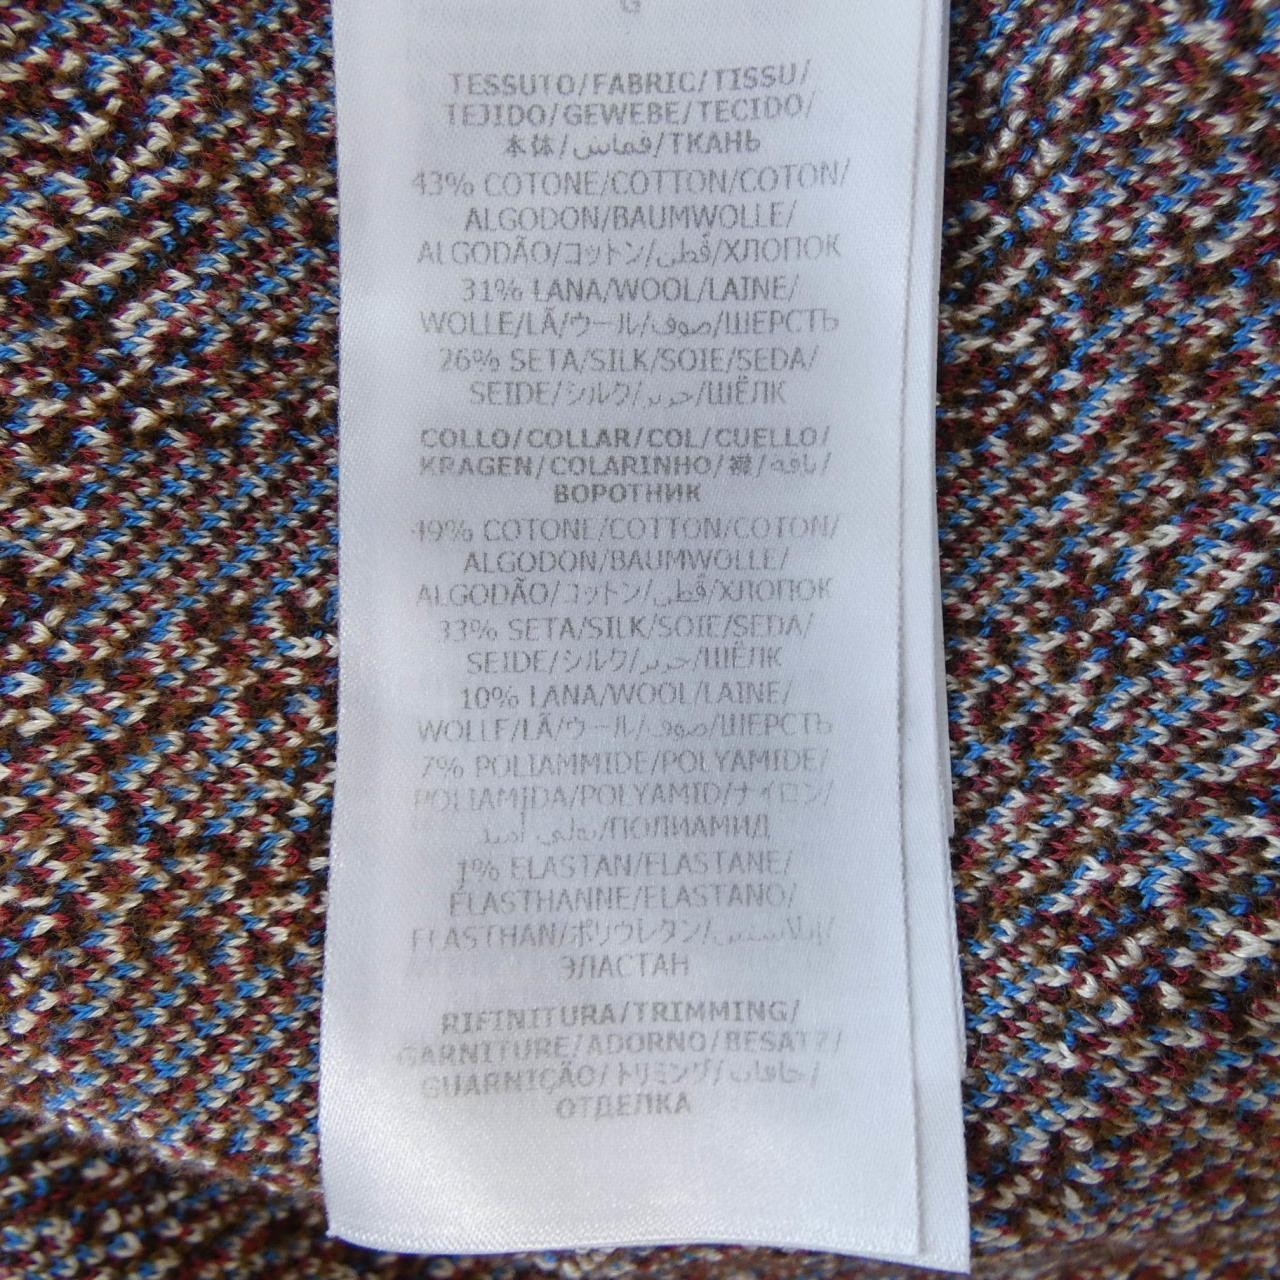 G
TESSUTO/FABRIC/TISSU/
TEJIDO/GEWEBE/TECIDO/
本体/قماش/ТКАНЬ
43% COTONE/COTTON/COTON/
ALGODON/BAUMWOLLE/
ALGODÃO/コットン/قطن/ХЛОПОК
31% LANA/WOOL/LAINE/
WOLLE/LÃ/ウール/صوف/ШЕРСТЬ
26% SETA/SILK/SOIE/SEDA/
SEIDE/シルク/حرير/ШЁЛК
COLLO/COLLAR/COL/CUELLO/
KRAGEN/COLARINHO/襟/ياقة/
ВОРОТНИК
49% COTONE/COTTON/COTON/
ALGODON/BAUMWOLLE/
ALGODÃO/コットン/قطن/ХЛОПОК
33% SETA/SILK/SOIE/SEDA/
SEIDE/シルク/حرير/ШЁЛК
10% LANA/WOOL/LAINE/
WOLLE/LÃ/ウール/صوف/ШЕРСТЬ
7% POLIAMMIDE/POLYAMIDE/
POLIAMIDA/POLYAMID/ナイロン/
بولي أميد/ПОЛИАМИД
1% ELASTAN/ELASTANE/
ÉLASTHANNE/ELASTANO/
ELASTHAN/ポリウレタン/
ЭЛАСТАН
RIFINITURA/TRIMMING/
GARNITURE/ADORNO/BESATZ/
GUARNIÇÃO/トリミング/حافات/
ОТДЕЛКА